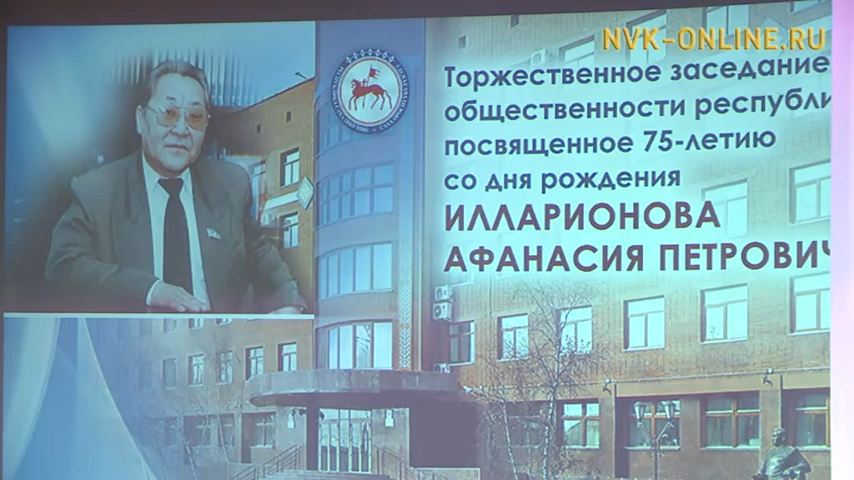 NVK-ONLINE.RU
Торжественное заседание
общественности республи
посвященное 75-летию
со дня рождения
ИЛЛАРИОНОВА
АФАНАСИЯ ПЕТРОВИЧ